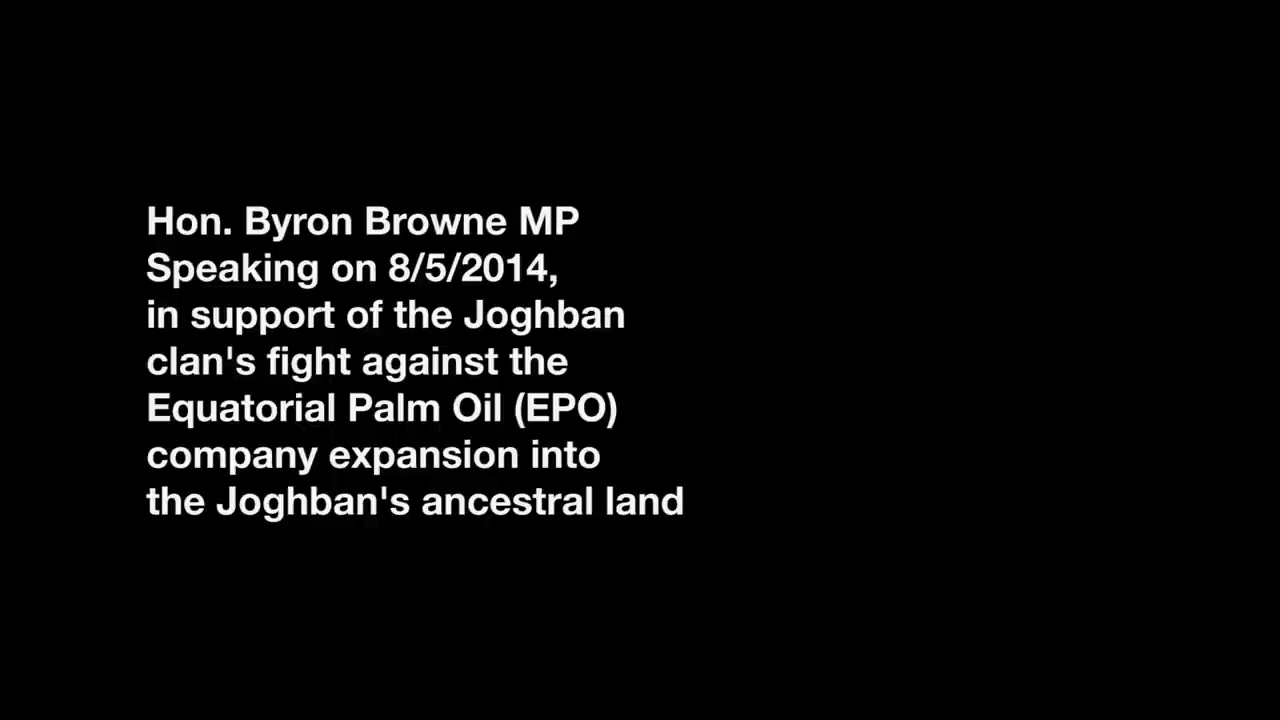 Hon. Byron Browne MP
Speaking on 8/5/2014,
in support of the Joghban
clan's fight against the
Equatorial Palm Oil (EPO)
company expansion into
the Joghban's ancestral land